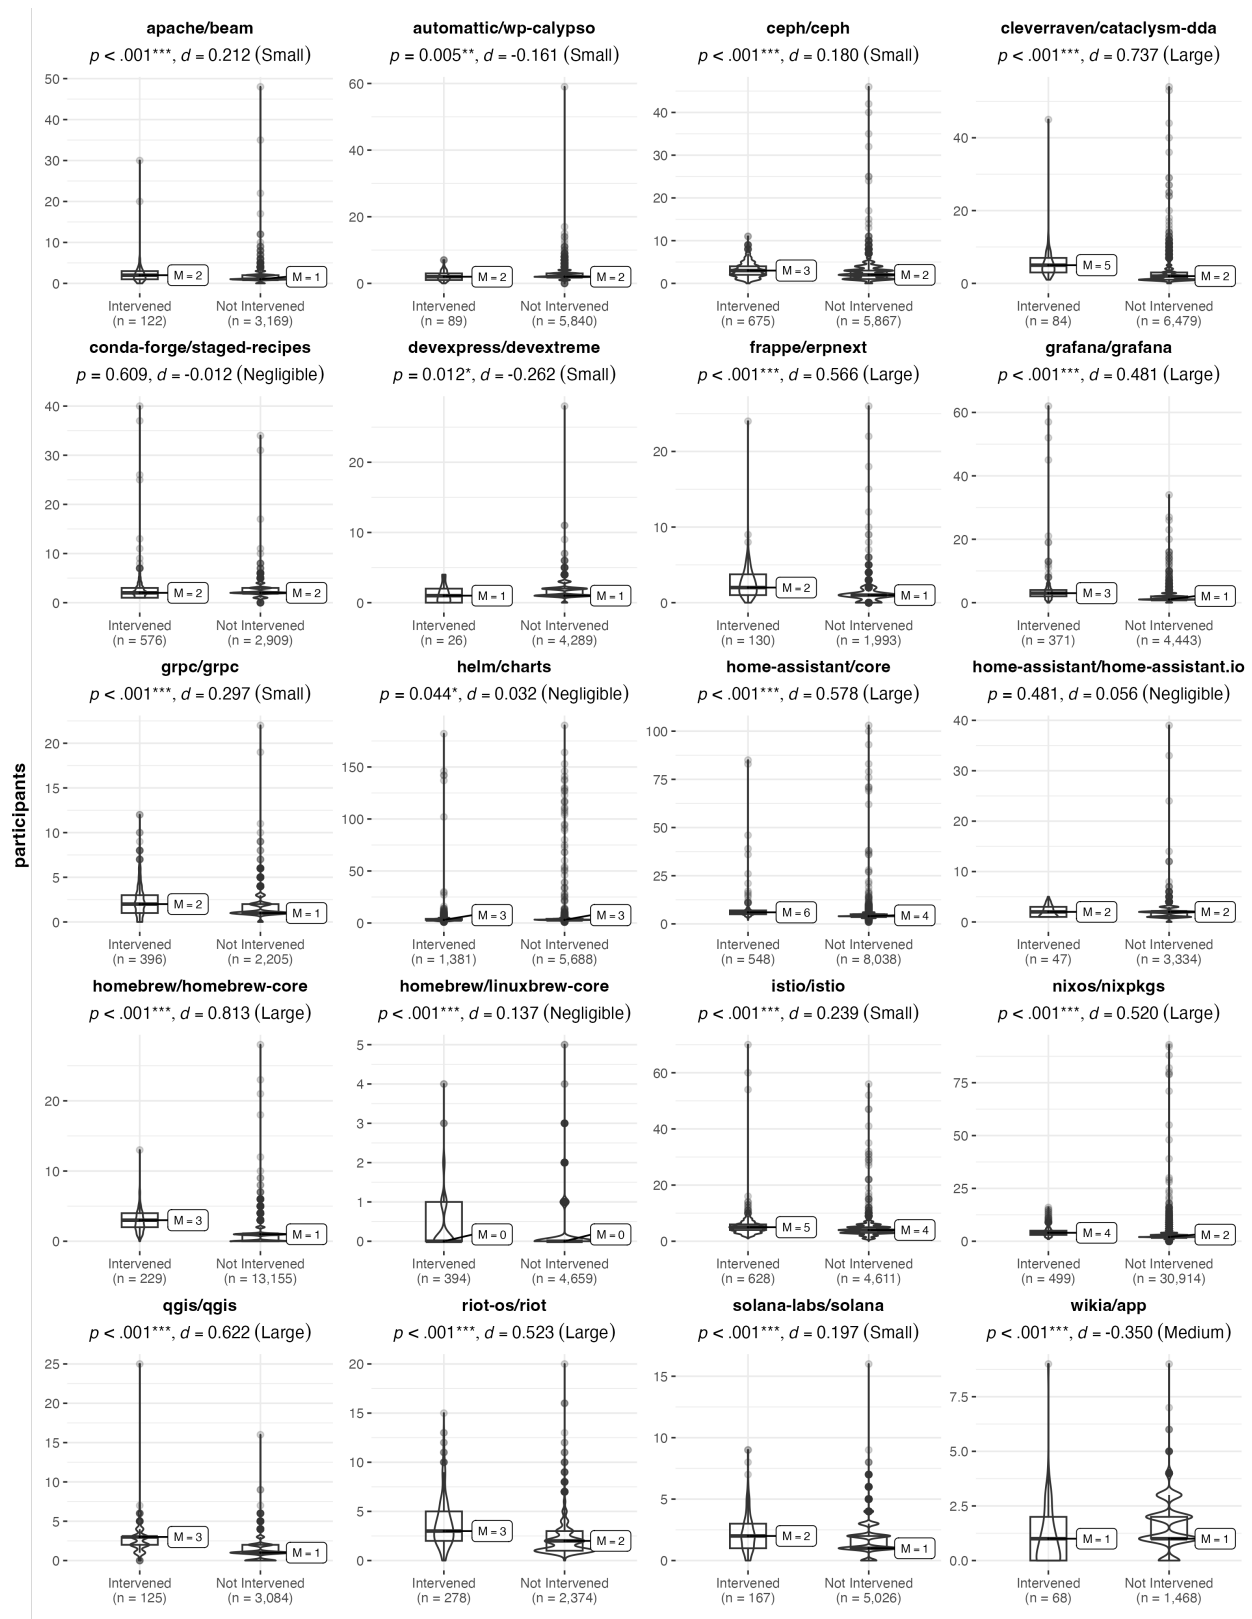 participants
apache/beam
p < .001***, d = 0.212 (Small)
50
40
30
20
10
0
M = 2
M = 1
Intervened
(n = 122)
Not Intervened
(n = 3,169)
automattic/wp-calypso
p = 0.005**, d = -0.161 (Small)
60
40
20
0
M = 2
M = 2
Intervened
(n = 89)
Not Intervened
(n = 5,840)
ceph/ceph
p < .001***, d = 0.180 (Small)
40
30
20
10
0
M = 3
M = 2
Intervened
(n = 675)
Not Intervened
(n = 5,867)
cleverraven/cataclysm-dda
p < .001***, d = 0.737 (Large)
40
20
0
M = 5
M = 2
Intervened
(n = 84)
Not Intervened
(n = 6,479)
conda-forge/staged-recipes
p = 0.609, d = -0.012 (Negligible)
40
30
20
10
0
M = 2
M = 2
Intervened
(n = 576)
Not Intervened
(n = 2,909)
devexpress/devextreme
p = 0.012*, d = -0.262 (Small)
20
10
0
M = 1
M = 1
Intervened
(n = 26)
Not Intervened
(n = 4,289)
frappe/erpnext
p < .001***, d = 0.566 (Large)
20
10
0
M = 2
M = 1
Intervened
(n = 130)
Not Intervened
(n = 1,993)
grafana/grafana
p < .001***, d = 0.481 (Large)
60
40
20
0
M = 3
M = 1
Intervened
(n = 371)
Not Intervened
(n = 4,443)
grpc/grpc
p < .001***, d = 0.297 (Small)
20
15
10
5
0
M = 2
M = 1
Intervened
(n = 396)
Not Intervened
(n = 2,205)
helm/charts
p = 0.044*, d = 0.032 (Negligible)
150
100
50
0
M = 3
M = 3
Intervened
(n = 1,381)
Not Intervened
(n = 5,688)
home-assistant/core
p < .001***, d = 0.578 (Large)
100
75
50
25
0
M = 6
M = 4
Intervened
(n = 548)
Not Intervened
(n = 8,038)
home-assistant/home-assistant.io
p = 0.481, d = 0.056 (Negligible)
40
30
20
10
0
M = 2
M = 2
Intervened
(n = 47)
Not Intervened
(n = 3,334)
homebrew/homebrew-core
p < .001***, d = 0.813 (Large)
20
10
0
M = 3
M = 1
Intervened
(n = 229)
Not Intervened
(n = 13,155)
homebrew/linuxbrew-core
p < .001***, d = 0.137 (Negligible)
5
4
3
2
1
0
M = 0
M = 0
Intervened
(n = 394)
Not Intervened
(n = 4,659)
istio/istio
p < .001***, d = 0.239 (Small)
60
40
20
0
M = 5
M = 4
Intervened
(n = 628)
Not Intervened
(n = 4,611)
nixos/nixpkgs
p < .001***, d = 0.520 (Large)
75
50
25
0
M = 4
M = 2
Intervened
(n = 499)
Not Intervened
(n = 30,914)
qgis/qgis
p < .001***, d = 0.622 (Large)
25
20
15
10
5
0
M = 3
M = 1
Intervened
(n = 125)
Not Intervened
(n = 3,084)
riot-os/riot
p < .001***, d = 0.523 (Large)
20
15
10
5
0
M = 3
M = 2
Intervened
(n = 278)
Not Intervened
(n = 2,374)
solana-labs/solana
p < .001***, d = 0.197 (Small)
15
10
5
0
M = 2
M = 1
Intervened
(n = 167)
Not Intervened
(n = 5,026)
wikia/app
p < .001***, d = -0.350 (Medium)
7.5
5.0
2.5
0.0
M = 1
M = 1
Intervened
(n = 68)
Not Intervened
(n = 1,468)